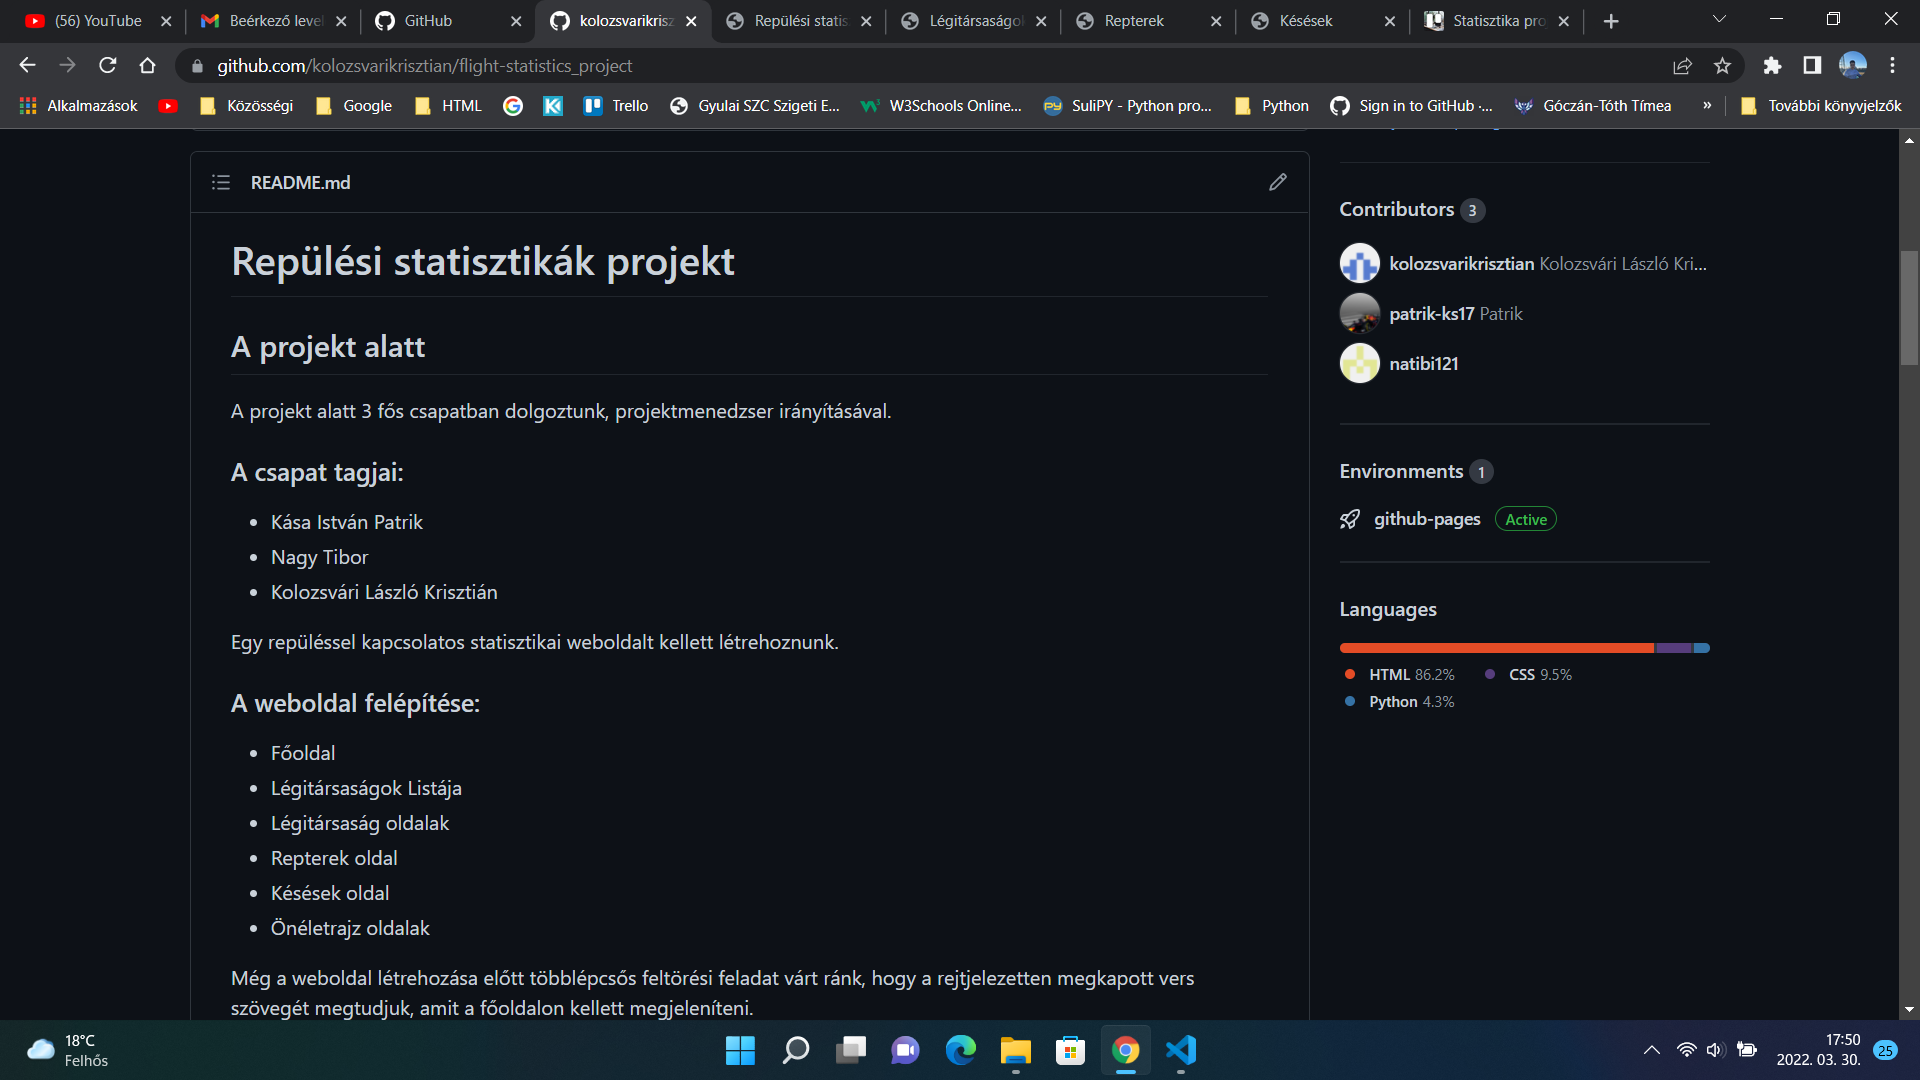 (56) YouTube
Beérkező level
GitHub
kolozsvarikrisz
Repülési statis
Légitársaságok
Repterek
Késések
Statisztika pro
github.com/kolozsvarikrisztian/flight-statistics_project
Alkalmazások
Közösségi
Google
HTML
Trello
Gyulai SZC Szigeti E...
W3Schools Online...
SuliPY - Python pro...
Python
Sign in to GitHub ·...
Góczán-Tóth Tímea
»
További könyvjelzők
README.md
Repülési statisztikák projekt
A projekt alatt
A projekt alatt 3 fős csapatban dolgoztunk, projektmenedzser irányításával.
A csapat tagjai:
• Kása István Patrik
• Nagy Tibor
• Kolozsvári László Krisztián
Egy repüléssel kapcsolatos statisztikai weboldalt kellett létrehoznunk.
A weboldal felépítése:
• Főoldal
• Légitársaságok Listája
• Légitársaság oldalak
• Repterek oldal
• Késések oldal
• Önéletrajz oldalak
Még a weboldal létrehozása előtt többlépcsős feltörési feladat várt ránk, hogy a rejtjelezetten megkapott vers
szövegét megtudjuk, amit a főoldalon kellett megjeleníteni.
Contributors 3
kolozsvarikrisztian Kolozsvári László Kri...
patrik-ks17 Patrik
natibi121
Environments 1
github-pages Active
Languages
HTML 86.2% CSS 9.5%
Python 4.3%
18°C
Felhős
17:50
2022. 03. 30.
25